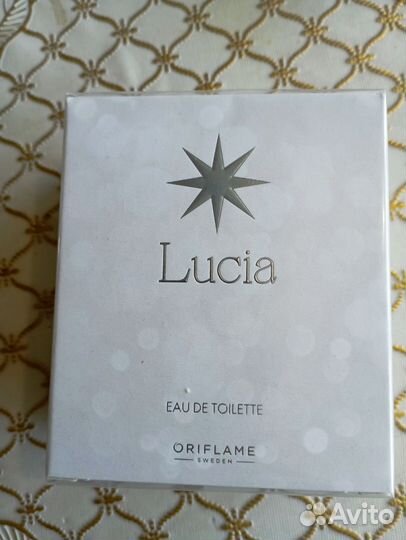 Lucia
EAU DE TOILETTE
ORIFLAME
SWEDEN
Avito